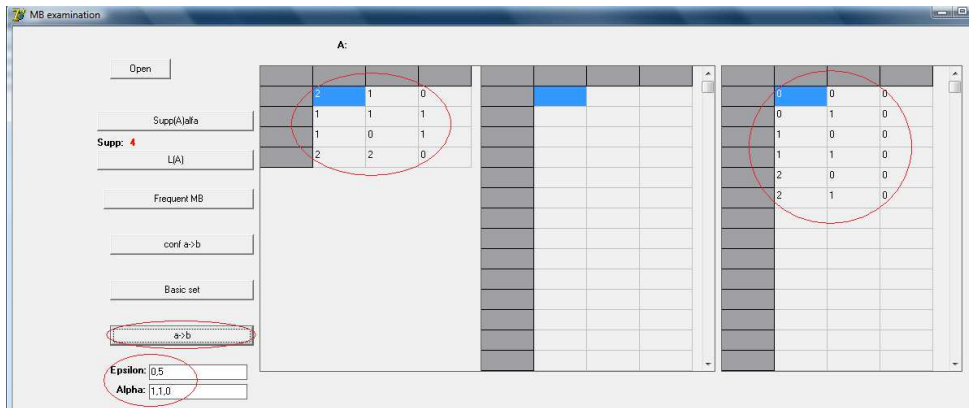 MB examination
A:
Open
Supp(A)alfa
Supp: 4
L(A)
Frequent MB
conf a->b
Basic set
a->b
Epsilon: 0,5
Alpha: 1,1,0
2 1 0
1 1 1
1 0 1
2 2 0
0 0 0
0 1 0
1 0 0
1 1 0
2 0 0
2 1 0